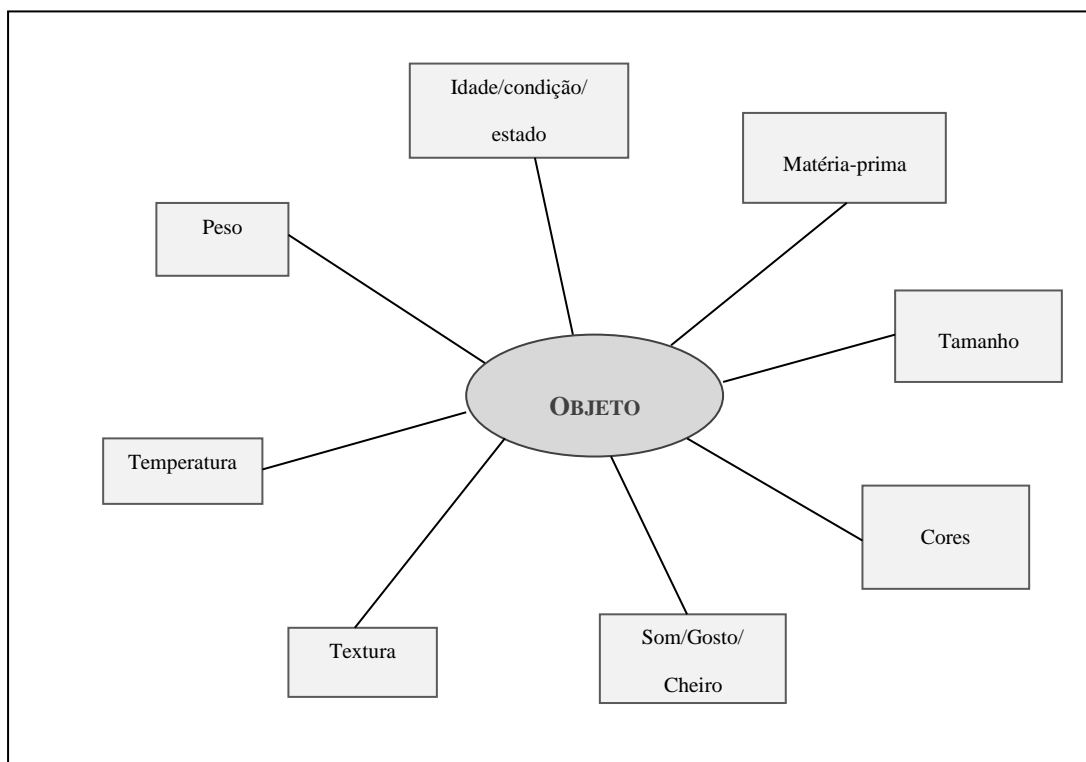 Idade/condição/
estado
Matéria-prima
Peso
Tamanho
OBJETO
Temperatura
Cores
Textura
Som/Gosto/
Cheiro